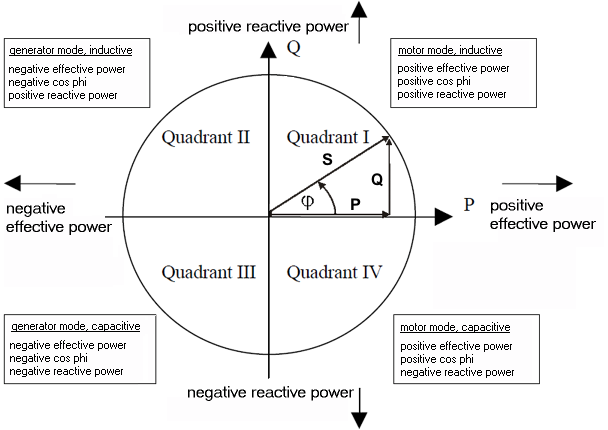 positive reactive power
Q
generator mode, inductive
negative effective power
negative cos phi
positive reactive power
motor mode, inductive
positive effective power
positive cos phi
positive reactive power
Quadrant II
Quadrant I
S
Q
φ
P
P
negative
effective power
positive
effective power
Quadrant III
Quadrant IV
generator mode, capacitive
negative effective power
negative cos phi
negative reactive power
motor mode, capacitive
positive effective power
positive cos phi
negative reactive power
negative reactive power